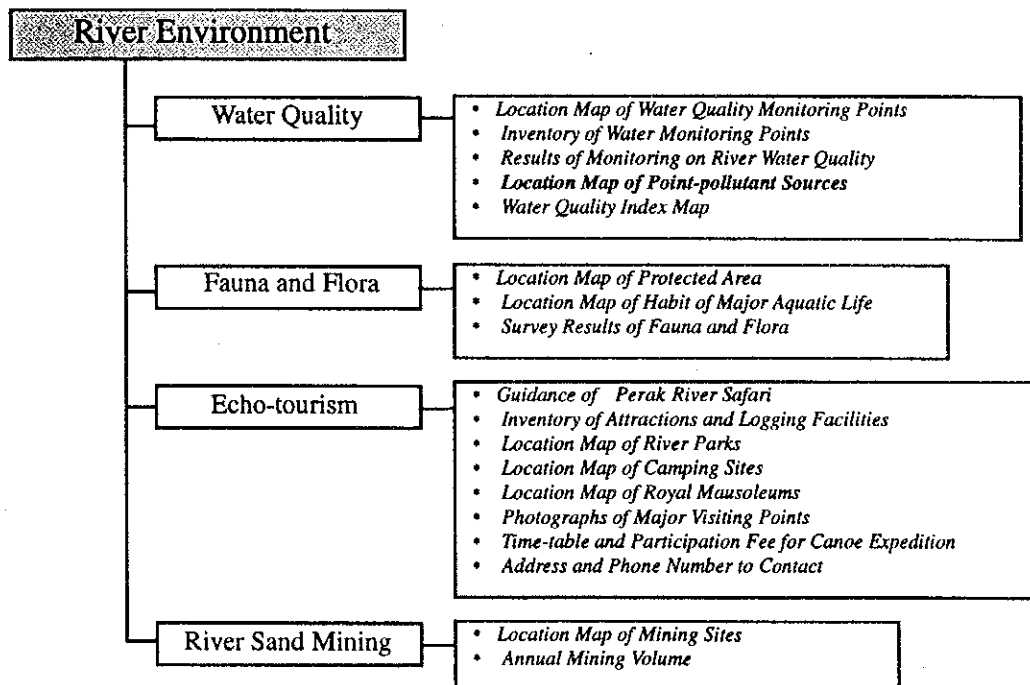 River Environment
Water Quality
* Location Map of Water Quality Monitoring Points
* Inventory of Water Monitoring Points
* Results of Monitoring on River Water Quality
* Location Map of Point-pollutant Sources
* Water Quality Index Map
Fauna and Flora
* Location Map of Protected Area
* Location Map of Habit of Major Aquatic Life
* Survey Results of Fauna and Flora
Echo-tourism
* Guidance of Perak River Safari
* Inventory of Attractions and Logging Facilities
* Location Map of River Parks
* Location Map of Camping Sites
* Location Map of Royal Mausoleums
* Photographs of Major Visiting Points
* Time-table and Participation Fee for Canoe Expedition
* Address and Phone Number to Contact
River Sand Mining
* Location Map of Mining Sites
* Annual Mining Volume